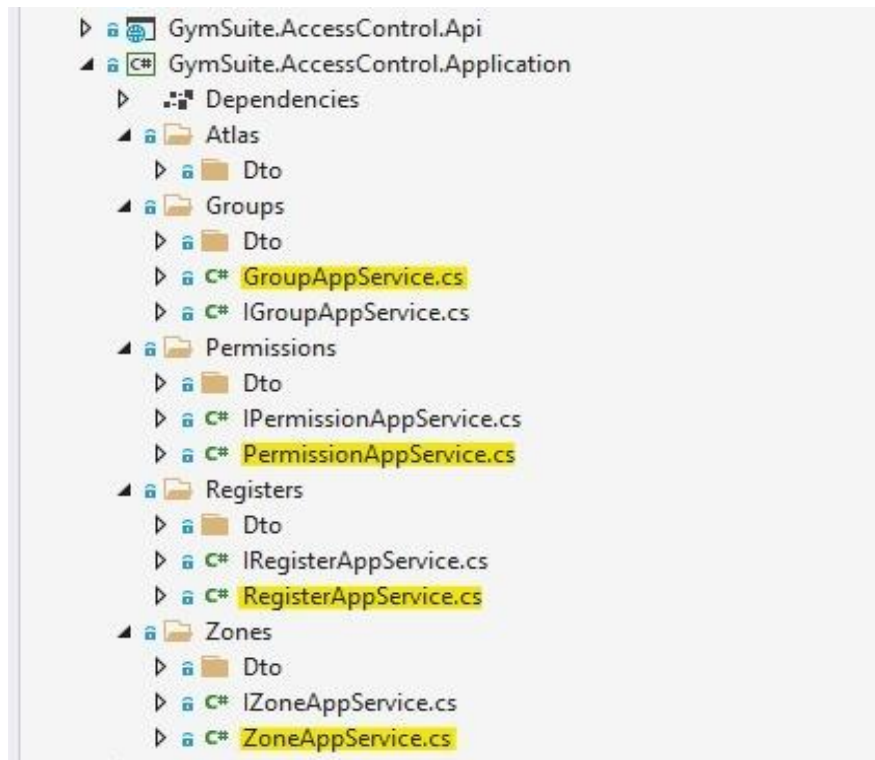 GymSuite.AccessControl.Api
C# GymSuite.AccessControl.Application
Dependencies
Atlas
Dto
Groups
Dto
C# GroupAppService.cs
C# IGroupAppService.cs
Permissions
Dto
C# IPermissionAppService.cs
C# PermissionAppService.cs
Registers
Dto
C# IRegisterAppService.cs
C# RegisterAppService.cs
Zones
Dto
C# IZoneAppService.cs
C# ZoneAppService.cs